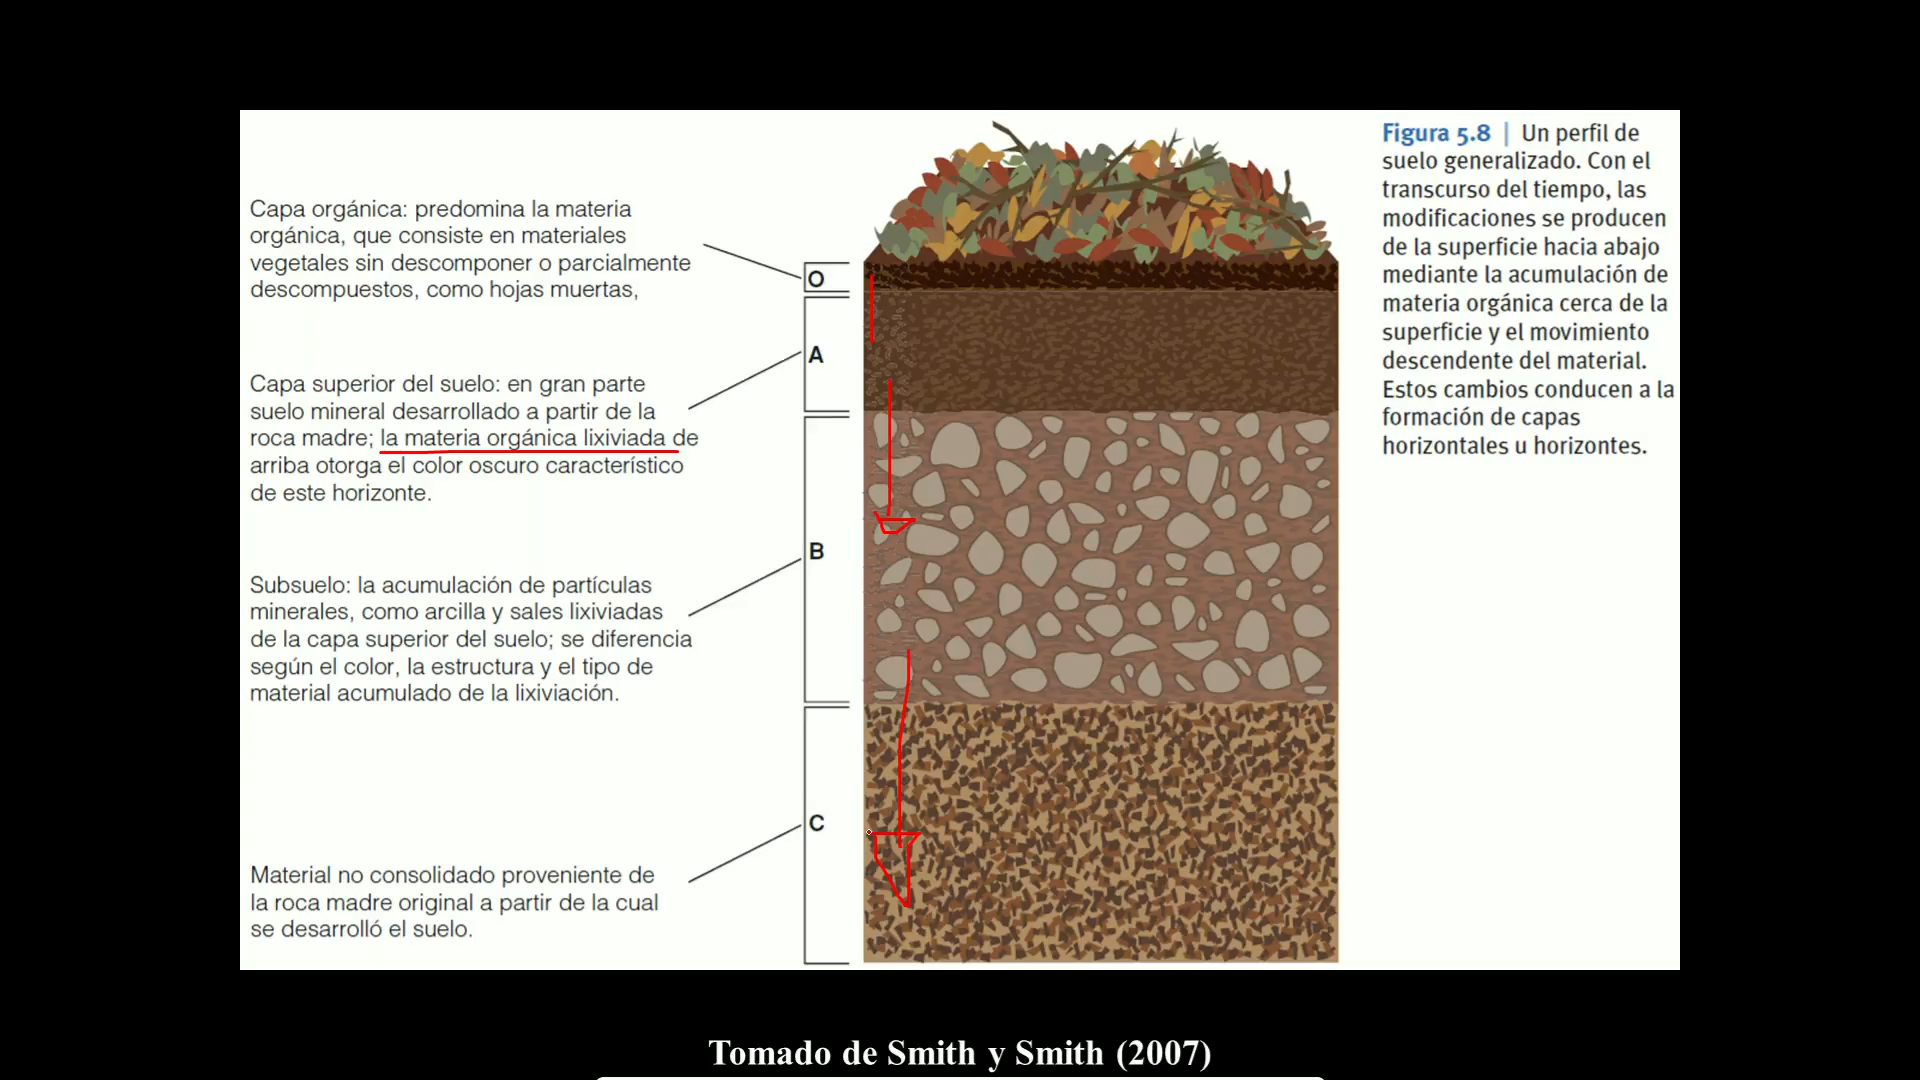 Capa orgánica: predomina la materia
orgánica, que consiste en materiales
vegetales sin descomponer o parcialmente
descompuestos, como hojas muertas,
O
Capa superior del suelo: en gran parte
suelo mineral desarrollado a partir de la
roca madre; la materia orgánica lixiviada de
arriba otorga el color oscuro característico
de este horizonte.
A
Subsuelo: la acumulación de partículas
minerales, como arcilla y sales lixiviadas
de la capa superior del suelo; se diferencia
según el color, la estructura y el tipo de
material acumulado de la lixiviación.
B
Material no consolidado proveniente de
la roca madre original a partir de la cual
se desarrolló el suelo.
C
Figura 5.8 | Un perfil de
suelo generalizado. Con el
transcurso del tiempo, las
modificaciones se producen
de la superficie hacia abajo
mediante la acumulación de
materia orgánica cerca de la
superficie y el movimiento
descendente del material.
Estos cambios conducen a la
formación de capas
horizontales u horizontes.
Tomado de Smith y Smith (2007)